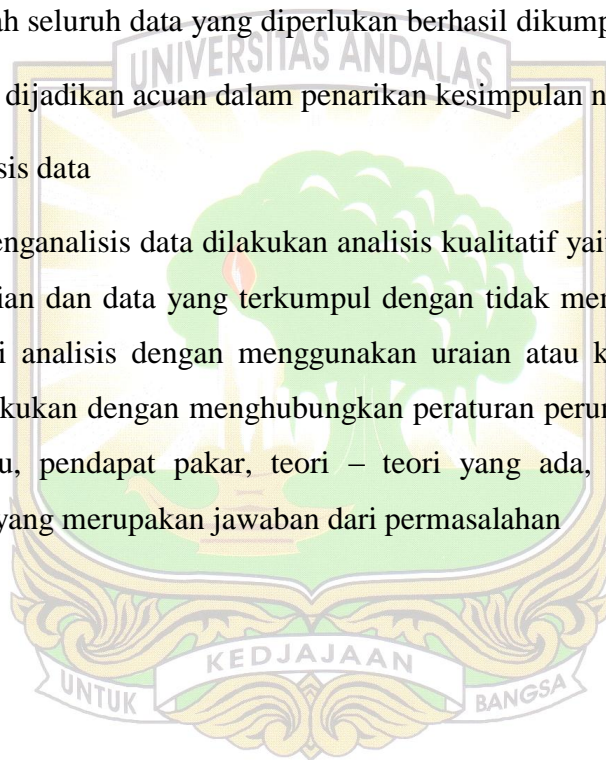 ah seluruh data yang diperlukan berhasil dikump
UNIVERSITAS ANDALAS
dijadikan acuan dalam penarikan kesimpulan n
sis data
enganalisis data dilakukan analisis kualitatif yai
ian dan data yang terkumpul dengan tidak mer
i analisis dengan menggunakan uraian atau k
kukan dengan menghubungkan peraturan perur
u, pendapat pakar, teori – teori yang ada,
yang merupakan jawaban dari permasalahan
KEDJAJAAN
UNTUK BANGSA